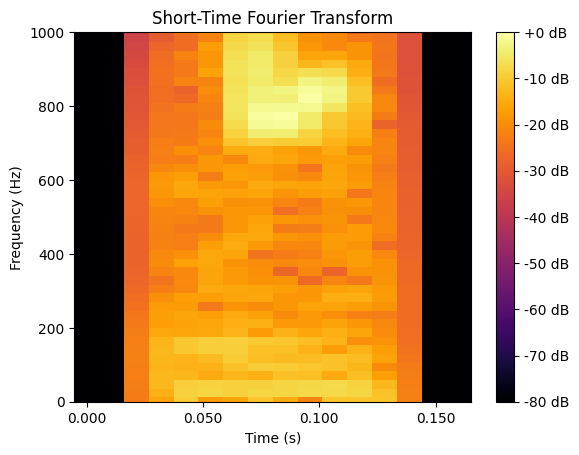 Short-Time Fourier Transform
1000
800
600
400
200
0
Frequency (Hz)
0.000
0.050
0.100
0.150
Time (s)
+0 dB
-10 dB
-20 dB
-30 dB
-40 dB
-50 dB
-60 dB
-70 dB
-80 dB